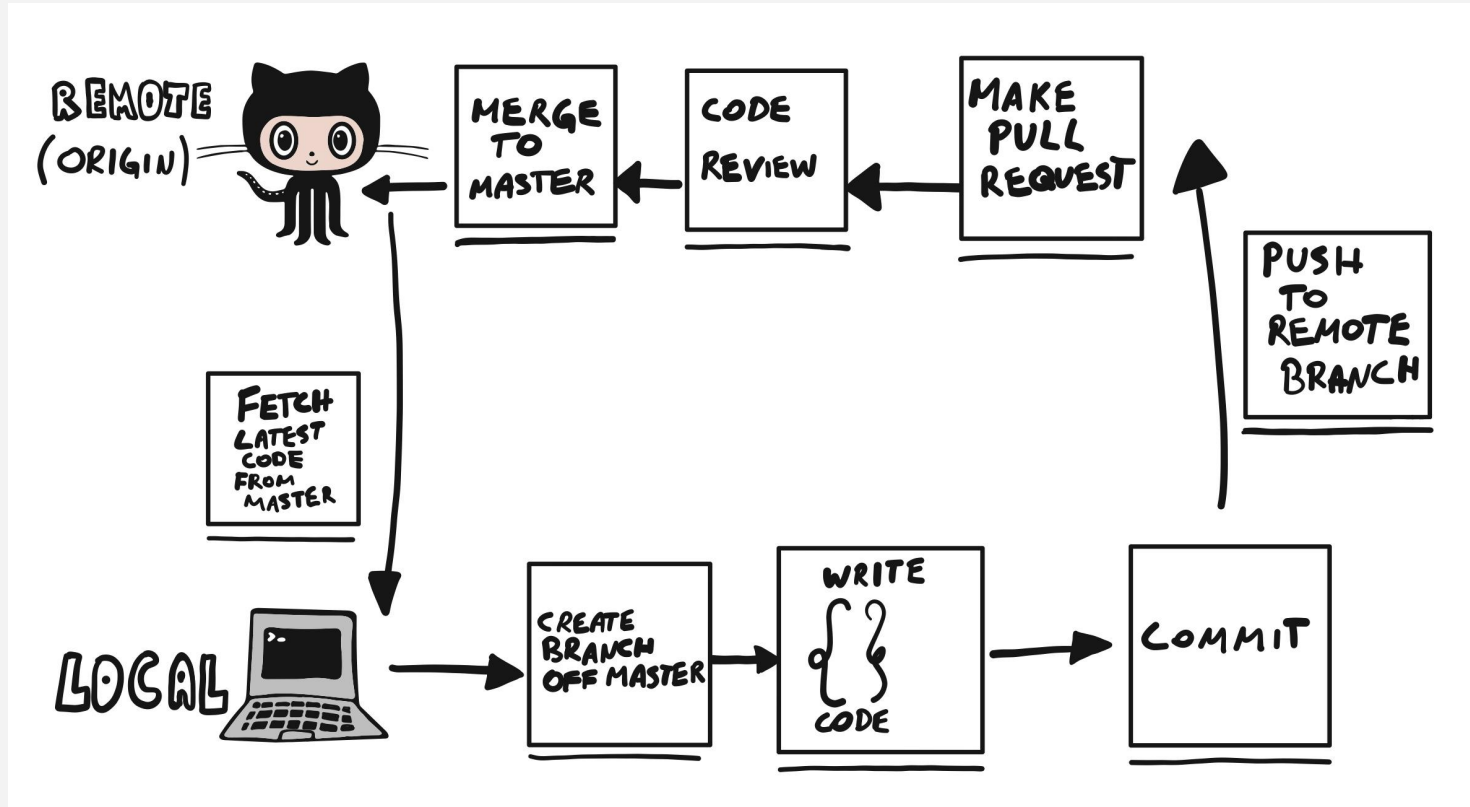 REMOTE
(ORIGIN)
MERGE
TO
MASTER
CODE
REVIEW
MAKE
PULL
REQUEST
PUSH
TO
REMOTE
BRANCH
FETCH
LATEST
CODE
FROM
MASTER
LOCAL
>-
CREATE
BRANCH
OFF MASTER
WRITE
{ }
CODE
COMMIT